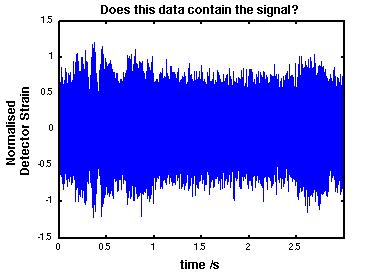 Does this data contain the signal?
1.5
1
0.5
0
-0.5
-1
-1.5
Normalised
Detector Strain
0 0.5 1 1.5 2 2.5
time /s